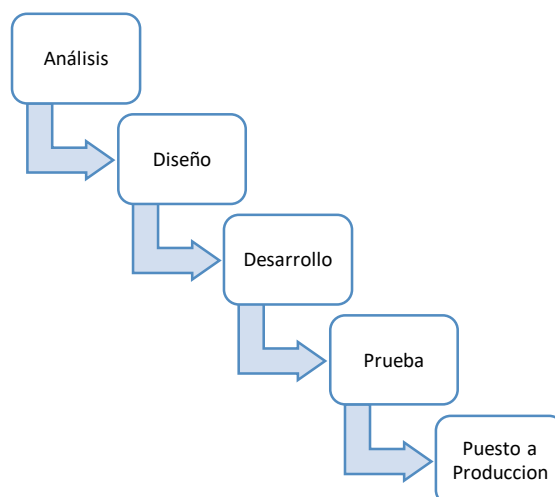 Análisis
Diseño
Desarrollo
Prueba
Puesto a
Produccion